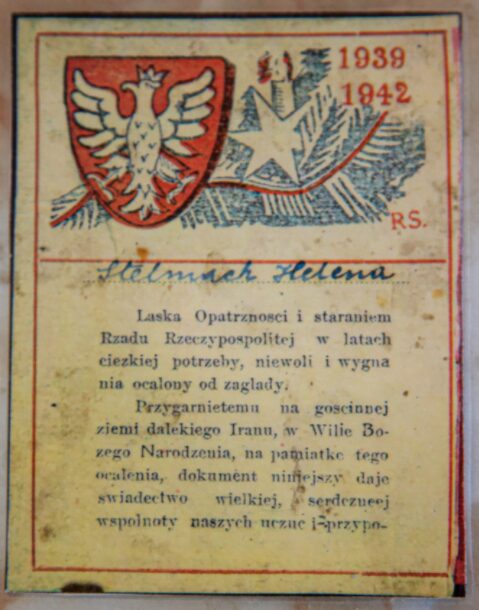 1939
1942
RS.
Stelmach Helena
Laska Opatrznosci i staraniem
Rzadu Rzeczypospolitej w latach
ciezkiej potrzeby, niewoli i wygna
nia ocalony od zaglady.
Przygarnietemu na goscinnej
ziemi dalekiego Iranu, w Wilie Bo-
zego Narodzenia, na pamiatke tego
ocalenia, dokument niniejszy daje
swiadectwo wielkiej, serdeczneej
wspolnoty naszych uczuc i przypo-